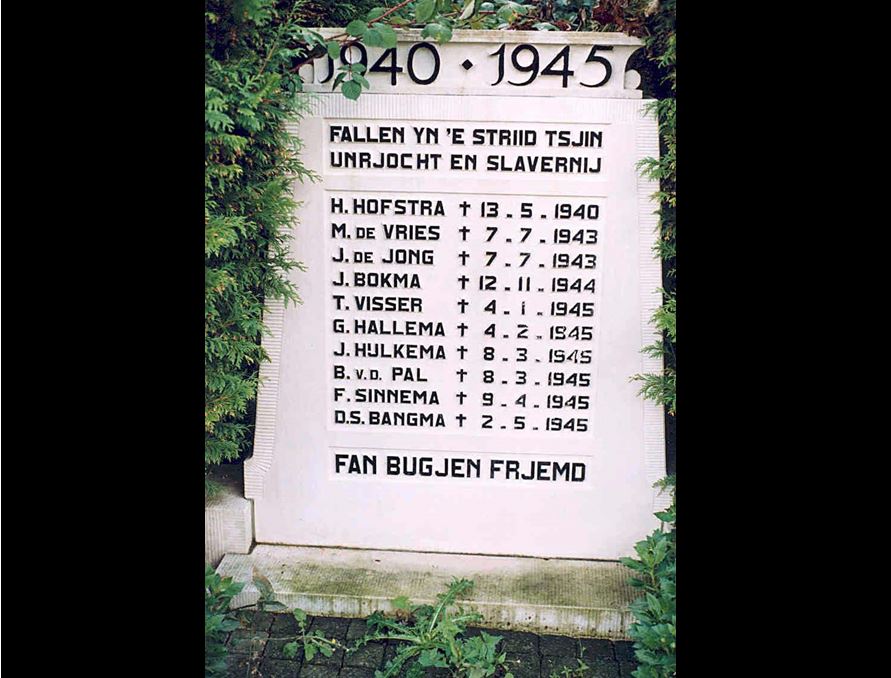 1940 • 1945
FALLEN YN 'E STRIID TSJIN
UNRJOCHT EN SLAVERNIJ
H. HOFSTRA † 13 - 5 - 1940
M. DE VRIES † 7 - 7 - 1943
J. DE JONG † 7 - 7 - 1943
J. BOKMA † 12 - 11 - 1944
T. VISSER † 4 - 1 - 1945
G. HALLEMA † 4 - 2 - 1945
J. HIJLKEMA † 8 - 3 - 1945
B. V.D. PAL † 8 - 3 - 1945
F. SINNEMA † 9 - 4 - 1945
D.S. BANGMA † 2 - 5 - 1945
FAN BUGJEN FRJEMD